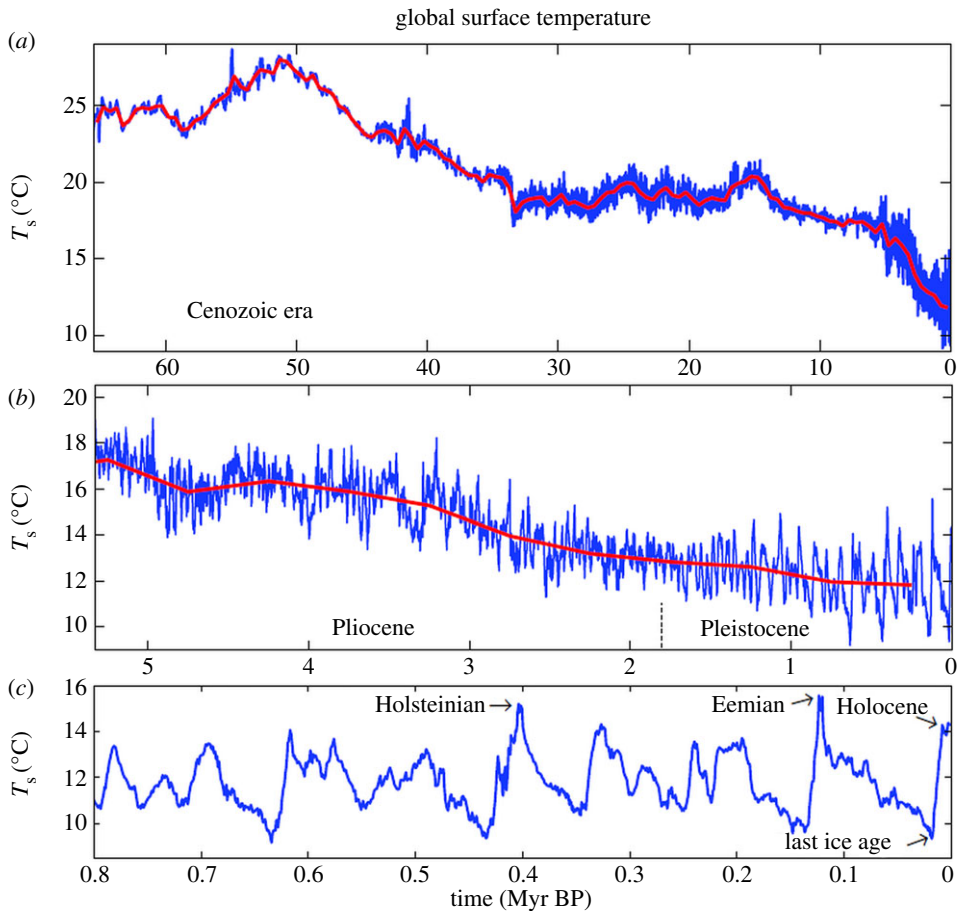 global surface temperature
(a)
25
20
15
10
Tₛ (°C)
Cenozoic era
60 50 40 30 20 10 0
(b)
20
18
16
14
12
10
Tₛ (°C)
Pliocene Pleistocene
5 4 3 2 1 0
(c)
16
14
12
10
Tₛ (°C)
Holsteinian Eemian Holocene
last ice age
0.8 0.7 0.6 0.5 0.4 0.3 0.2 0.1 0
time (Myr BP)